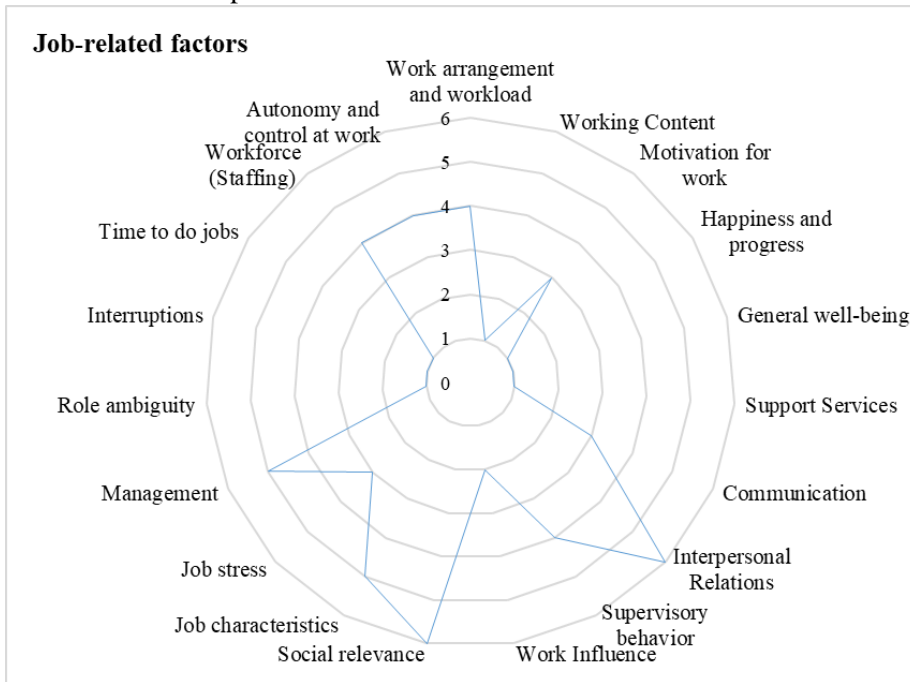 Job-related factors
Work arrangement
and workload
Working Content
Motivation for
work
Happiness and
progress
General well-being
Support Services
Communication
Interpersonal
Relations
Supervisory
behavior
Work Influence
Social relevance
Job characteristics
Job stress
Management
Role ambiguity
Interruptions
Time to do jobs
Workforce
(Staffing)
Autonomy and
control at work
6
5
4
3
2
1
0